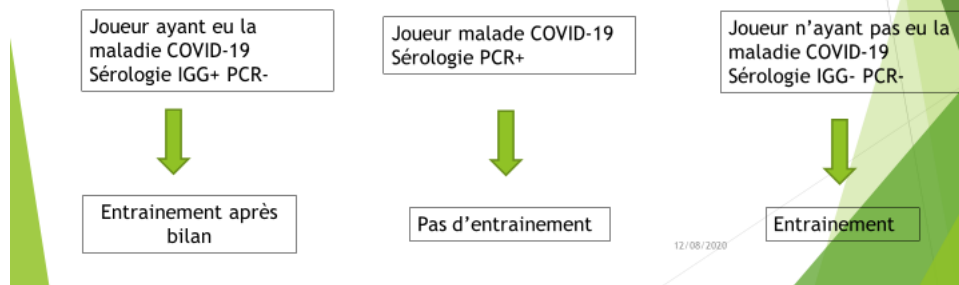 Joueur ayant eu la
maladie COVID-19
Sérologie IGG+ PCR-
Joueur malade COVID-19
Sérologie PCR+
Joueur n’ayant pas eu la
maladie COVID-19
Sérologie IGG- PCR-
Entrainement après
bilan
Pas d’entrainement
Entrainement
12/08/2020